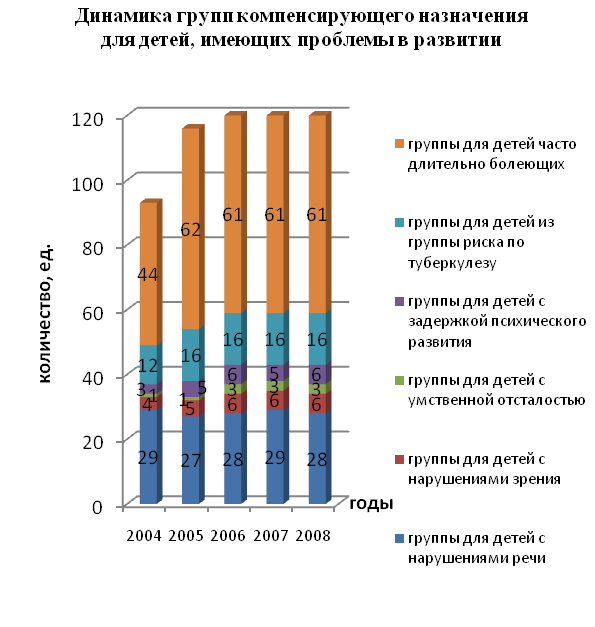 Динамика групп компенсирующего назначения
для детей, имеющих проблемы в развитии
количество, ед.
120
100
80
60
40
20
0
44
62
61
61
61
12
16
16
16
16
3
5
6
5
6
1
1
3
3
3
4
5
6
6
6
29
27
28
29
28
годы
2004 2005 2006 2007 2008
группы для детей часто
длительно болеющих
группы для детей из
группы риска по
туберкулезу
группы для детей с
задержкой психического
развития
группы для детей с
умственной отсталостью
группы для детей с
нарушениями зрения
группы для детей с
нарушениями речи